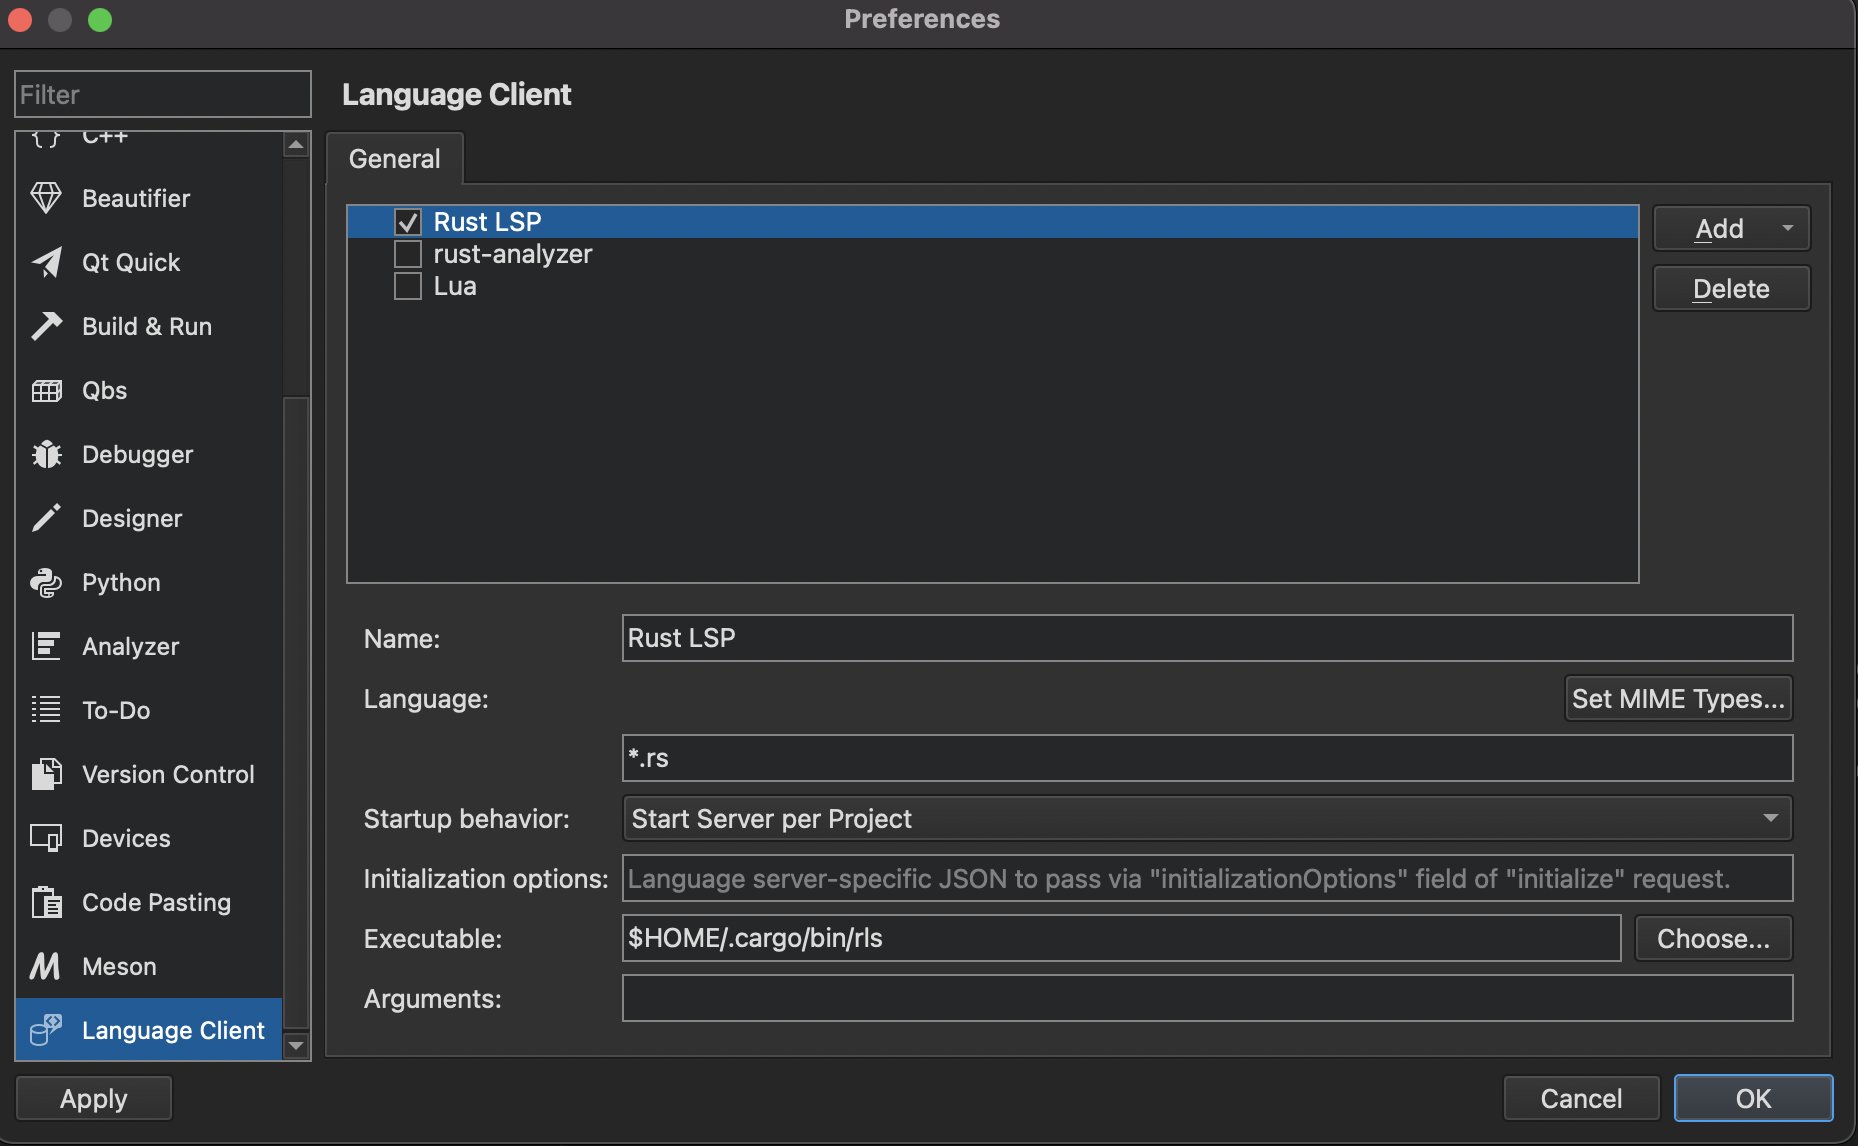 Preferences
Filter
C++
Beautifier
Qt Quick
Build & Run
Qbs
Debugger
Designer
Python
Analyzer
To-Do
Version Control
Devices
Code Pasting
Meson
Language Client
Language Client
General
Rust LSP
rust-analyzer
Lua
Add
Delete
Name:
Rust LSP
Language:
Set MIME Types...
*.rs
Startup behavior:
Start Server per Project
Initialization options:
Language server-specific JSON to pass via "initializationOptions" field of "initialize" request.
Executable:
$HOME/.cargo/bin/rls
Choose...
Arguments:
Apply
Cancel
OK